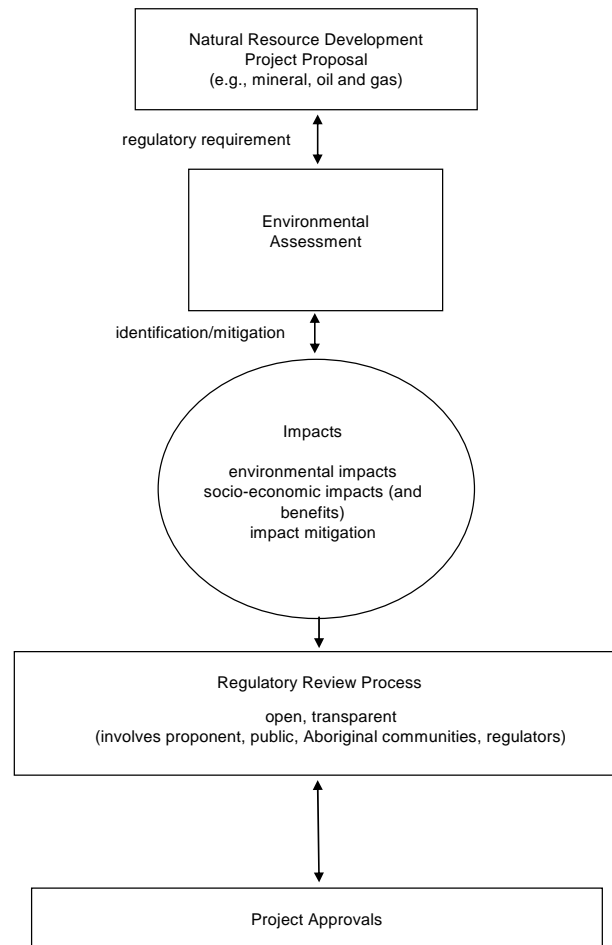 Natural Resource Development
Project Proposal
(e.g., mineral, oil and gas)
regulatory requirement
Environmental
Assessment
identification/mitigation
Impacts
environmental impacts
socio-economic impacts (and
benefits)
impact mitigation
Regulatory Review Process
open, transparent
(involves proponent, public, Aboriginal communities, regulators)
Project Approvals